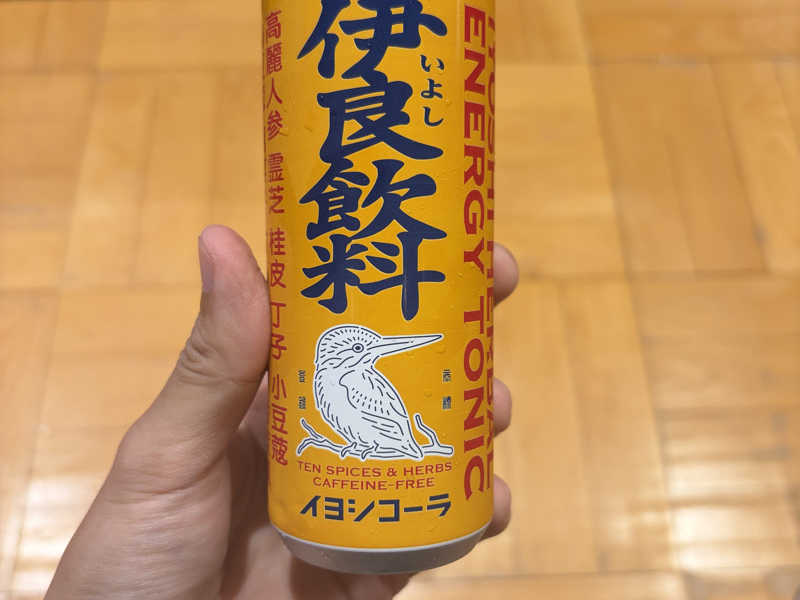 伊良飲料
いよし
高麗人参 霊芝 桂皮 丁子 小豆蔻
ENERGY TONIC
HERBAL
TEN SPICES & HERBS
CAFFEINE-FREE
イヨシコーラ